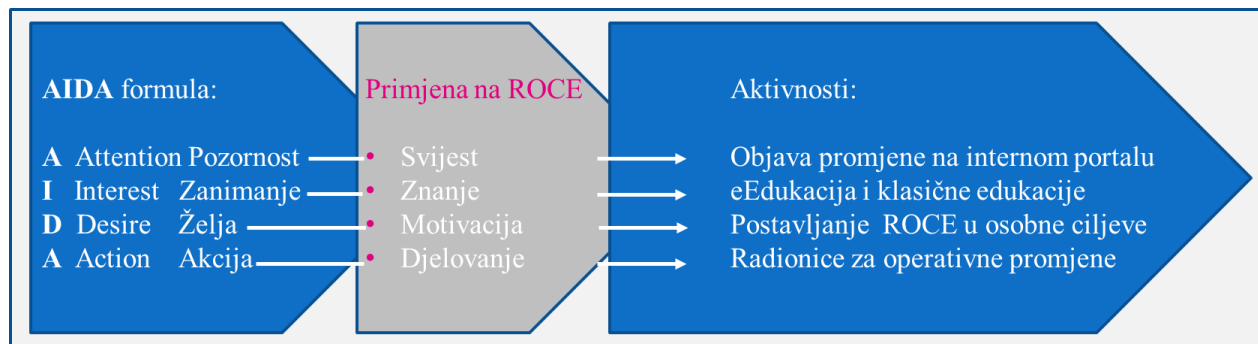 AIDA formula:
A Attention Pozornost
I Interest Zanimanje
D Desire Želja
A Action Akcija
Primjena na ROCE
• Svijest
• Znanje
• Motivacija
• Djelovanje
Aktivnosti:
Objava promjene na internom portalu
eEdukacija i klasične edukacije
Postavljanje ROCE u osobne ciljeve
Radionice za operativne promjene